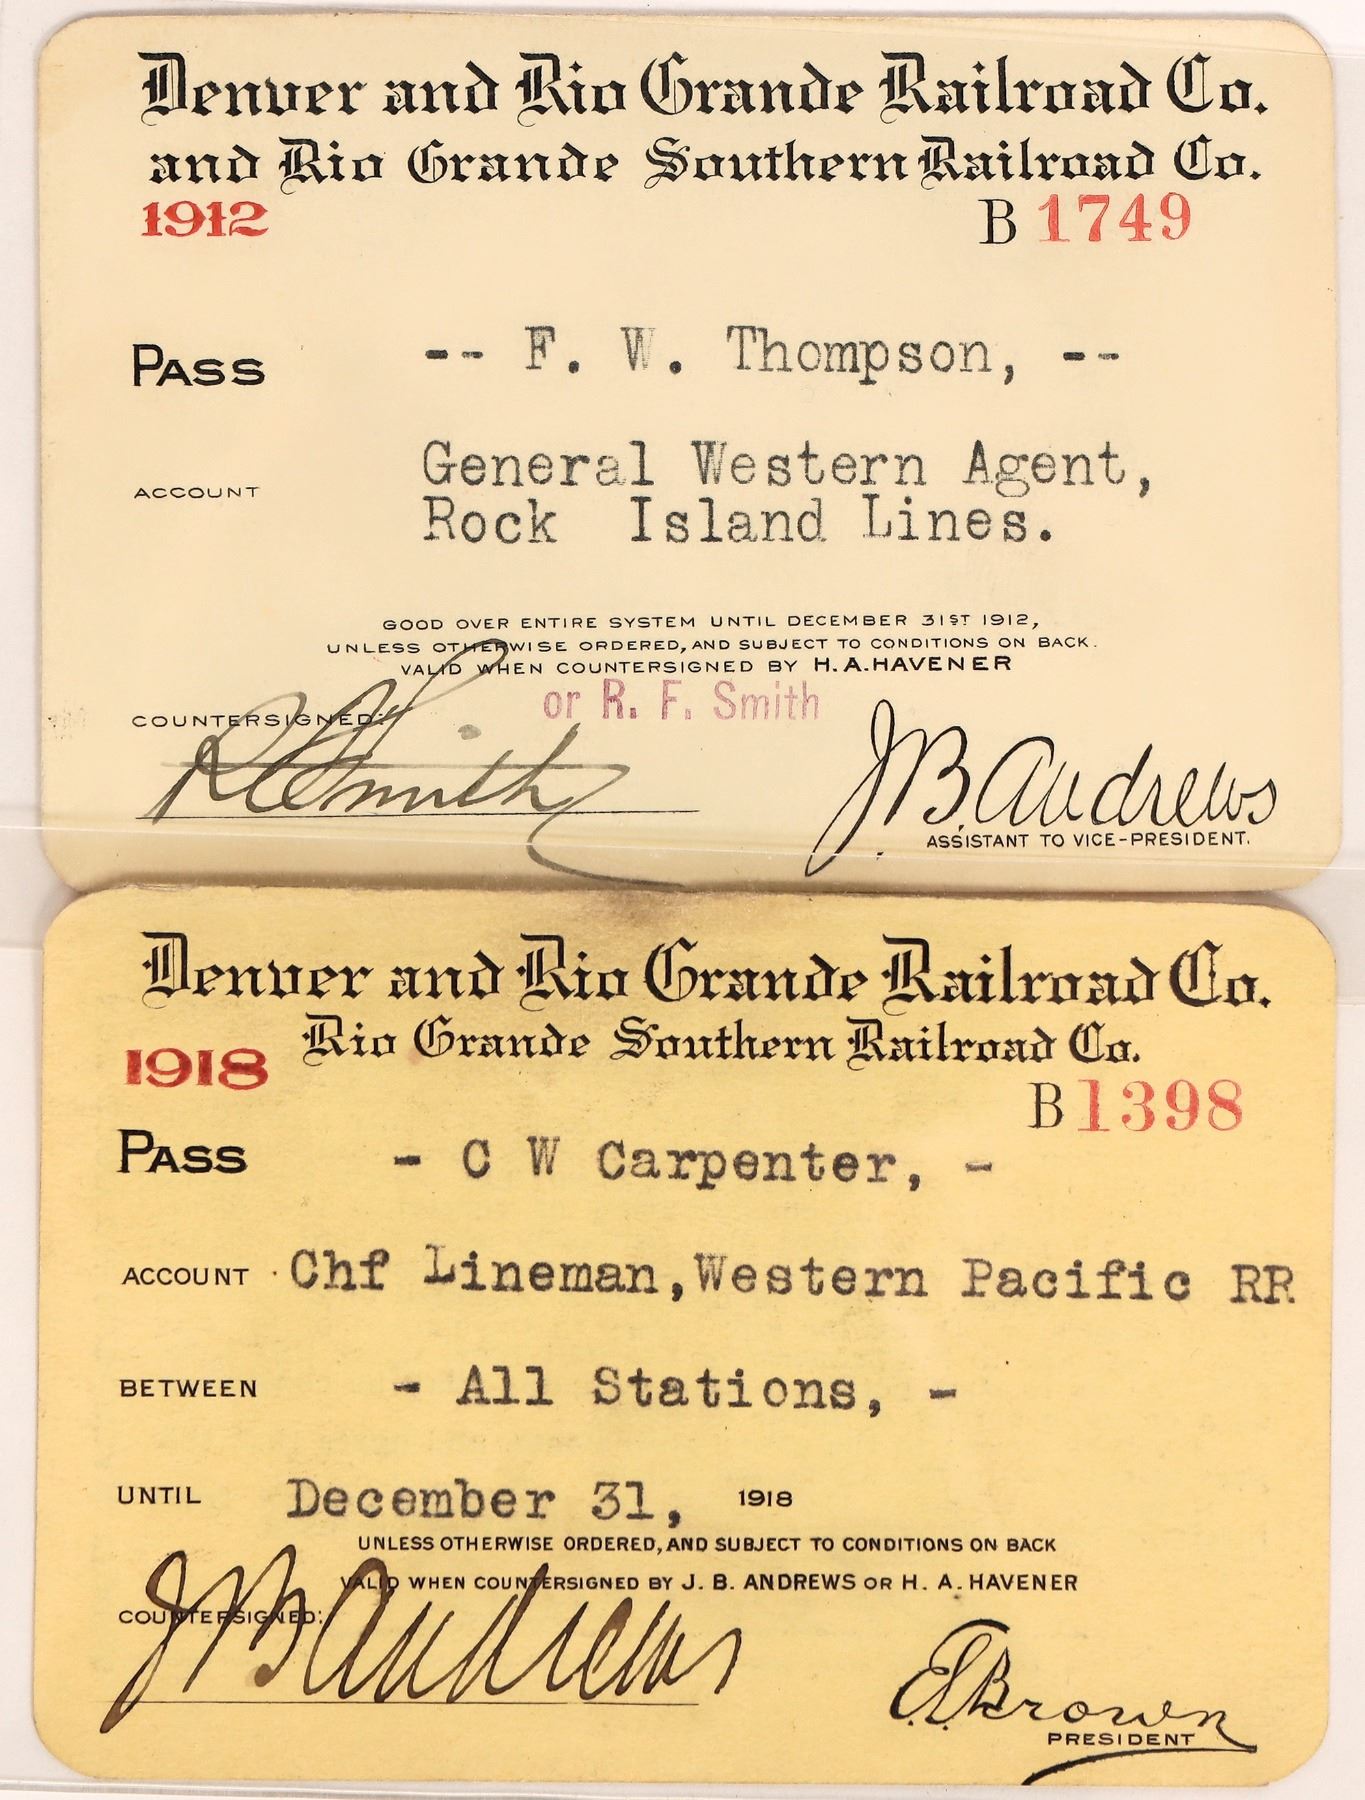 Denver and Rio Grande Railroad Co.
and Rio Grande Southern Railroad Co.
1912 B 1749
PASS -- F. W. Thompson, --
ACCOUNT General Western Agent,
Rock Island Lines.
GOOD OVER ENTIRE SYSTEM UNTIL DECEMBER 31ST 1912,
UNLESS OTHERWISE ORDERED, AND SUBJECT TO CONDITIONS ON BACK.
VALID WHEN COUNTERSIGNED BY H. A. HAVENER
or R. F. Smith
COUNTERSIGNED:
R F Smith
J. B. Andrews
ASSISTANT TO VICE-PRESIDENT.
Denver and Rio Grande Railroad Co.
Rio Grande Southern Railroad Co.
1918 B 1398
PASS - C W Carpenter, -
ACCOUNT Chf Lineman, Western Pacific RR
BETWEEN - All Stations, -
UNTIL December 31, 1918
UNLESS OTHERWISE ORDERED, AND SUBJECT TO CONDITIONS ON BACK
VALID WHEN COUNTERSIGNED BY J. B. ANDREWS OR H. A. HAVENER
COUNTERSIGNED:
J B Andrews
E. L. Brown
PRESIDENT